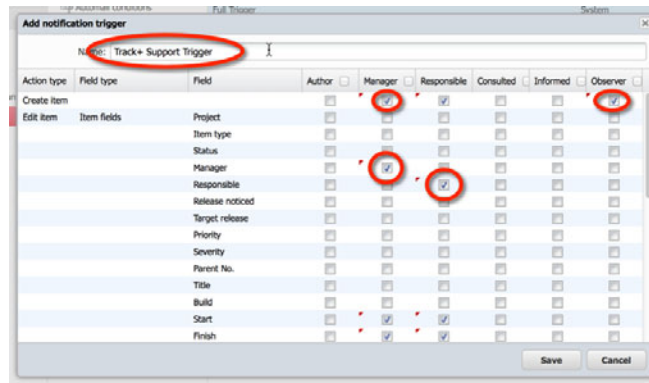 Automail conditions Full Trigger System
Add notification trigger
Name: Track+ Support Trigger
Action type Field type Field Author Manager Responsible Consulted Informed Observer
Create item
Edit item Item fields Project
Item type
Status
Manager
Responsible
Release noticed
Target release
Priority
Severity
Parent No.
Title
Build
Start
Finish
Save Cancel